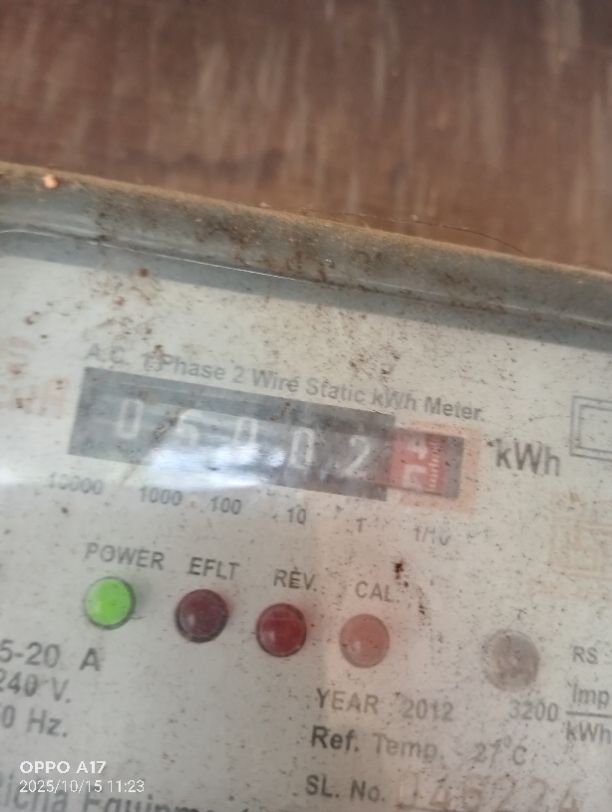 A.C. 1 Phase 2 Wire Static kWh Meter.
kWh
10000 1000 100 10 1 1/10
POWER EFLT REV. CAL.
5-20 A
240 V.
RS
YEAR 2012 3200 Imp
kWh
Ref. Temp. 27°C
SL. No.
OPPO A17
2025/10/15 11:23